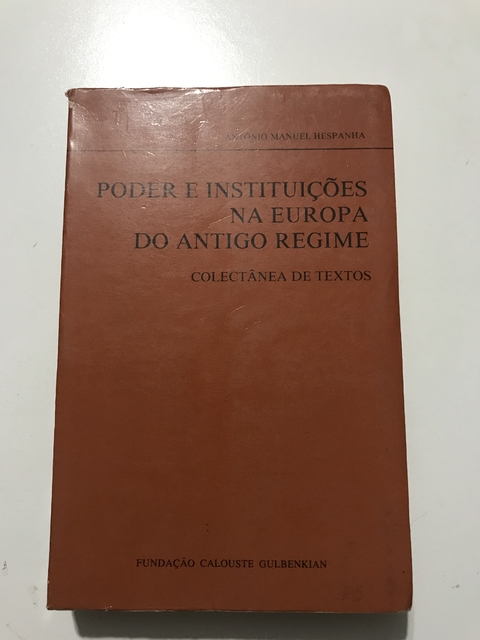 ANTÓNIO MANUEL HESPANHA
PODER E INSTITUIÇÕES
NA EUROPA
DO ANTIGO REGIME
COLECTÂNEA DE TEXTOS
FUNDAÇÃO CALOUSTE GULBENKIAN